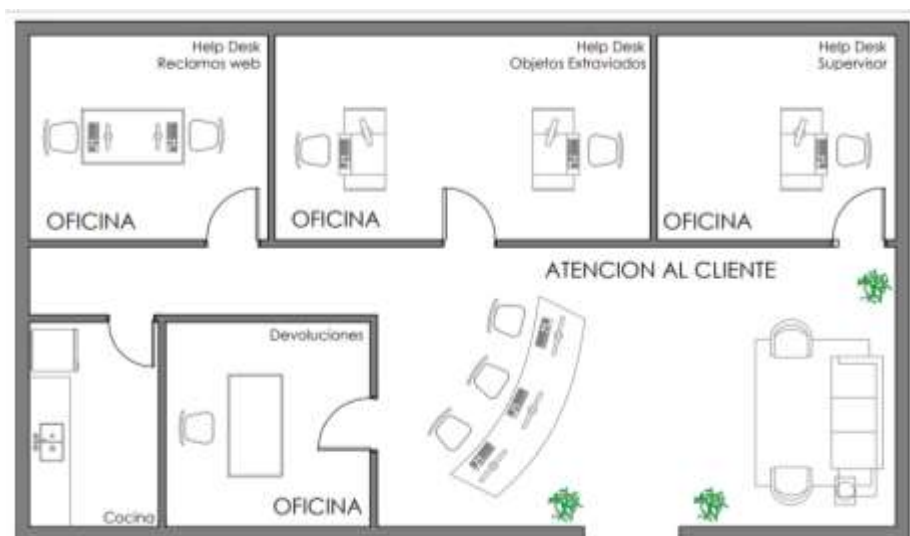 Help Desk
Reclamos web
OFICINA
Help Desk
Objetos Extraviados
OFICINA
Help Desk
Supervisor
OFICINA
ATENCION AL CLIENTE
Devoluciones
OFICINA
Cocina